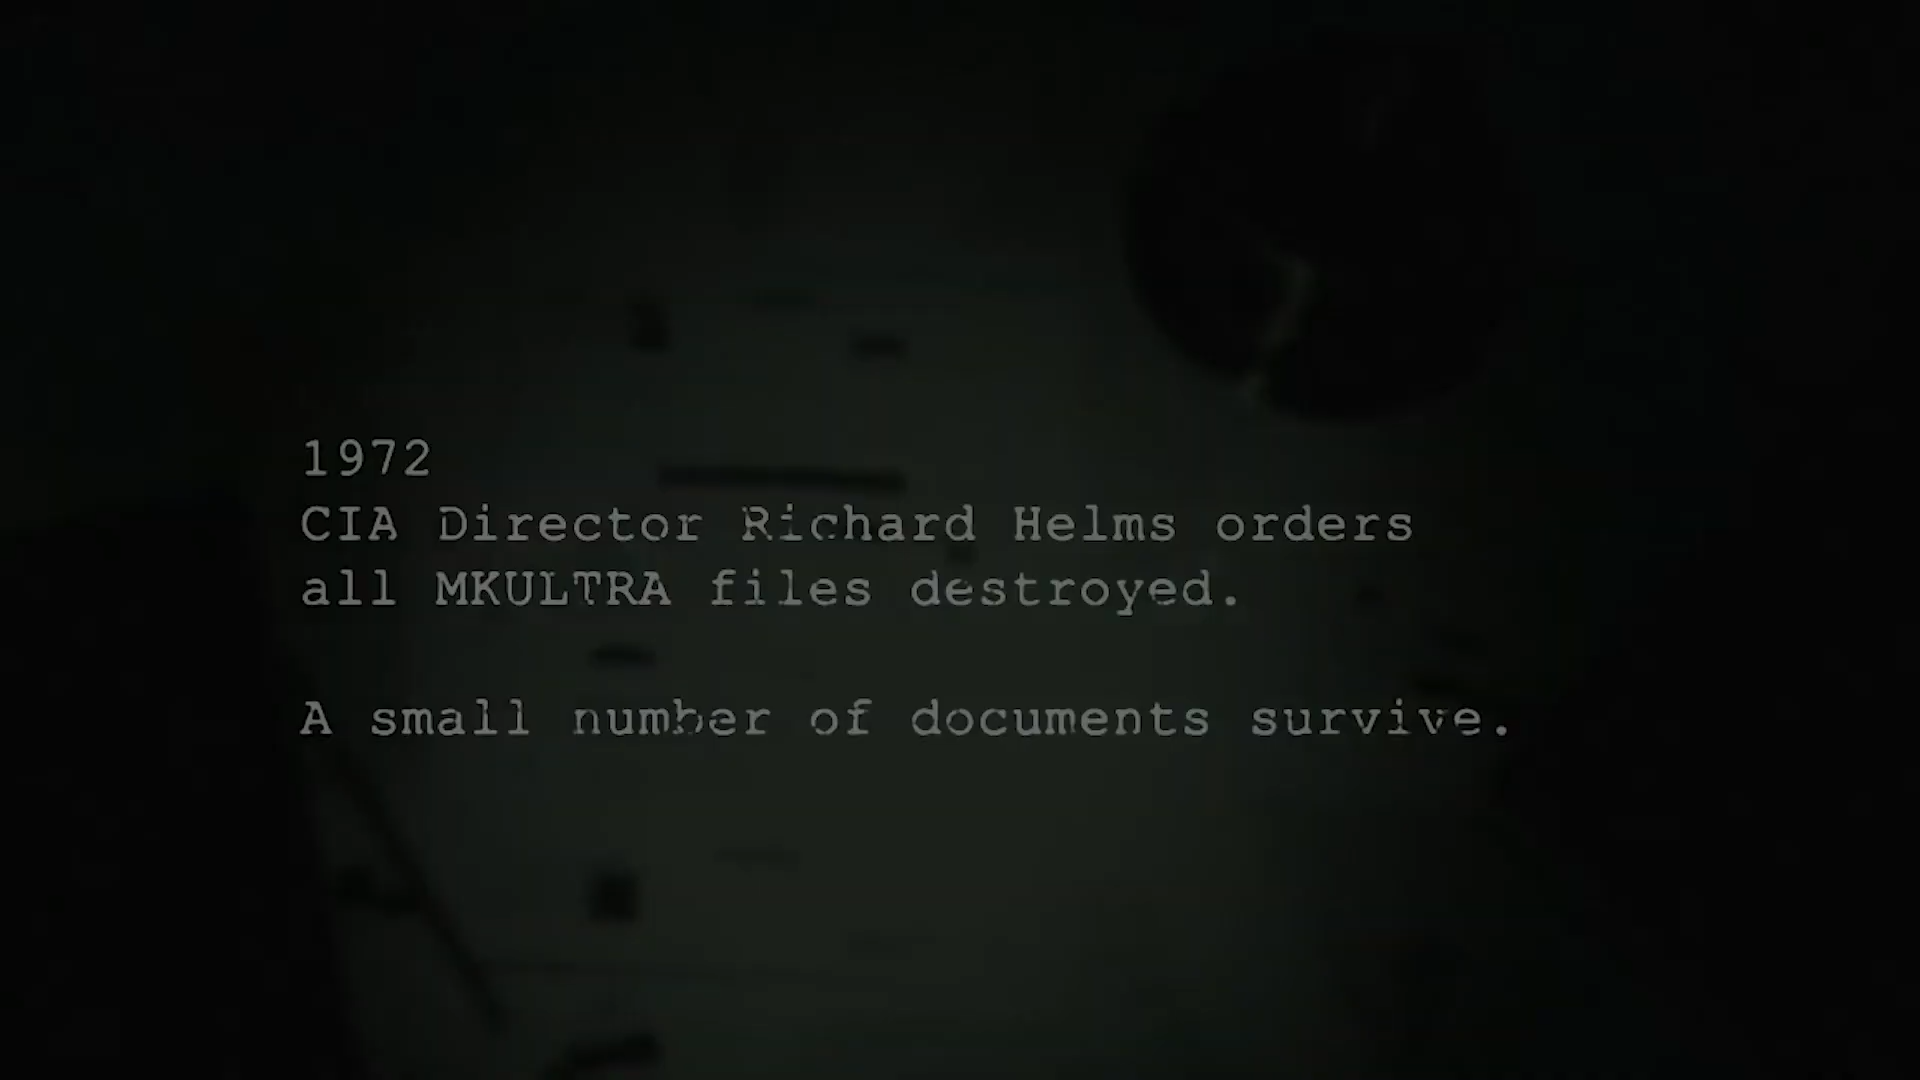 1972
CIA Director Richard Helms orders
all MKULTRA files destroyed.
A small number of documents survive.